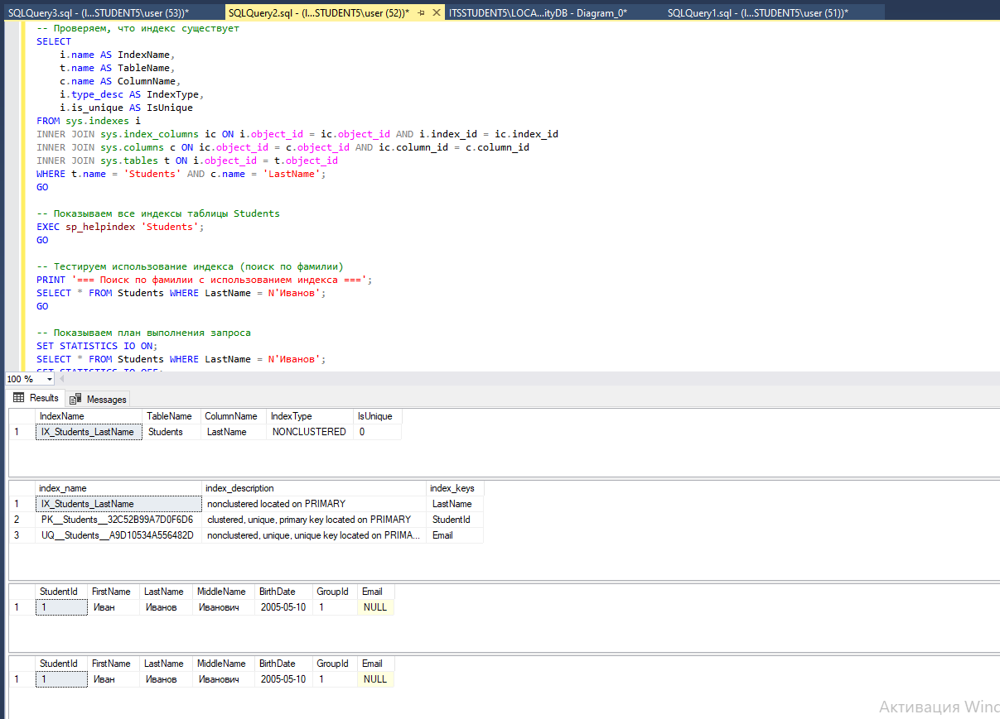 SQLQuery3.sql - (I...STUDENT5\user (53))*
SQLQuery2.sql - (I...STUDENT5\user (52))*
ITSSTUDENT5\LOCA...ityDB - Diagram_0*
SQLQuery1.sql - (I...STUDENT5\user (51))*
-- Проверяем, что индекс существует
SELECT
i.name AS IndexName,
t.name AS TableName,
c.name AS ColumnName,
i.type_desc AS IndexType,
i.is_unique AS IsUnique
FROM sys.indexes i
INNER JOIN sys.index_columns ic ON i.object_id = ic.object_id AND i.index_id = ic.index_id
INNER JOIN sys.columns c ON ic.object_id = c.object_id AND ic.column_id = c.column_id
INNER JOIN sys.tables t ON i.object_id = t.object_id
WHERE t.name = 'Students' AND c.name = 'LastName';
GO
-- Показываем все индексы таблицы Students
EXEC sp_helpindex 'Students';
GO
-- Тестируем использование индекса (поиск по фамилии)
PRINT '=== Поиск по фамилии с использованием индекса ===';
SELECT * FROM Students WHERE LastName = N'Иванов';
GO
-- Показываем план выполнения запроса
SET STATISTICS IO ON;
SELECT * FROM Students WHERE LastName = N'Иванов';
SET STATISTICS IO OFF;
100 %
Results Messages
IndexName TableName ColumnName IndexType IsUnique
1 IX_Students_LastName Students LastName NONCLUSTERED 0
index_name index_description index_keys
1 IX_Students_LastName nonclustered located on PRIMARY LastName
2 PK__Students__32C52B99A7D0F6D6 clustered, unique, primary key located on PRIMARY StudentId
3 UQ__Students__A9D10534A556482D nonclustered, unique, unique key located on PRIMA... Email
StudentId FirstName LastName MiddleName BirthDate GroupId Email
1 1 Иван Иванов Иванович 2005-05-10 1 NULL
StudentId FirstName LastName MiddleName BirthDate GroupId Email
1 1 Иван Иванов Иванович 2005-05-10 1 NULL
Активация Winc